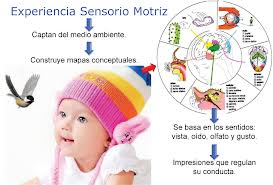 Experiencia Sensorio Motriz
Captan del medio ambiente.
Construye mapas conceptuales.
Se basa en los sentidos:
vista, oído, olfato y gusto.
Impresiones que regulan
su conducta.